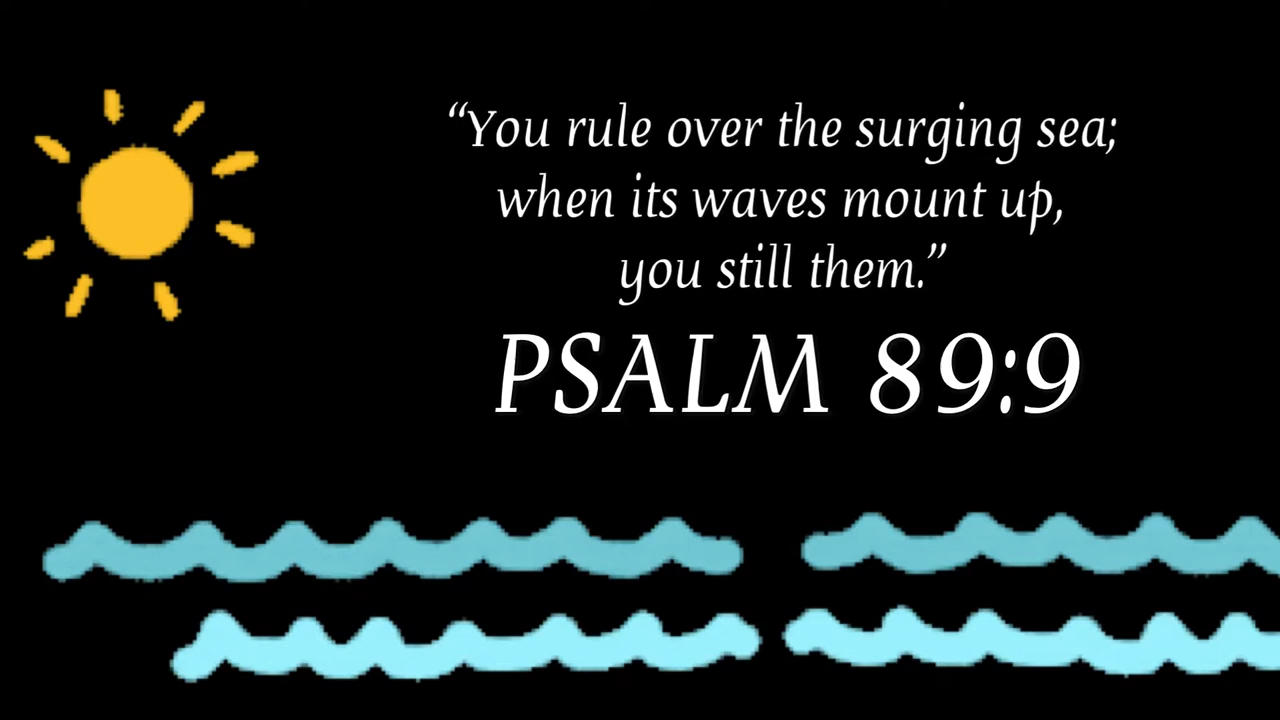 “You rule over the surging sea;
when its waves mount up,
you still them.”
PSALM 89:9